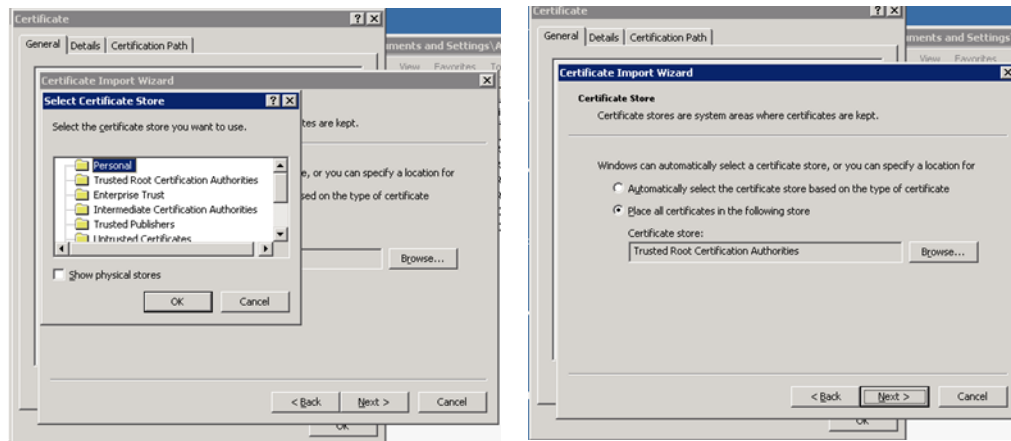 Certificate
General Details Certification Path
uments and Settings\A
View Favorites To
Certificate Import Wizard
Select Certificate Store
Select the certificate store you want to use.
tes are kept.
Personal
Trusted Root Certification Authorities
Enterprise Trust
Intermediate Certification Authorities
Trusted Publishers
Untrusted Certificates
e, or you can specify a location for
sed on the type of certificate
Show physical stores
Browse...
OK Cancel
< Back Next > Cancel
OK
Certificate
General Details Certification Path
uments and Settings
View Favorites
Certificate Import Wizard
Certificate Store
Certificate stores are system areas where certificates are kept.
Windows can automatically select a certificate store, or you can specify a location for
Automatically select the certificate store based on the type of certificate
Place all certificates in the following store
Certificate store:
Trusted Root Certification Authorities Browse...
< Back Next > Cancel
OK